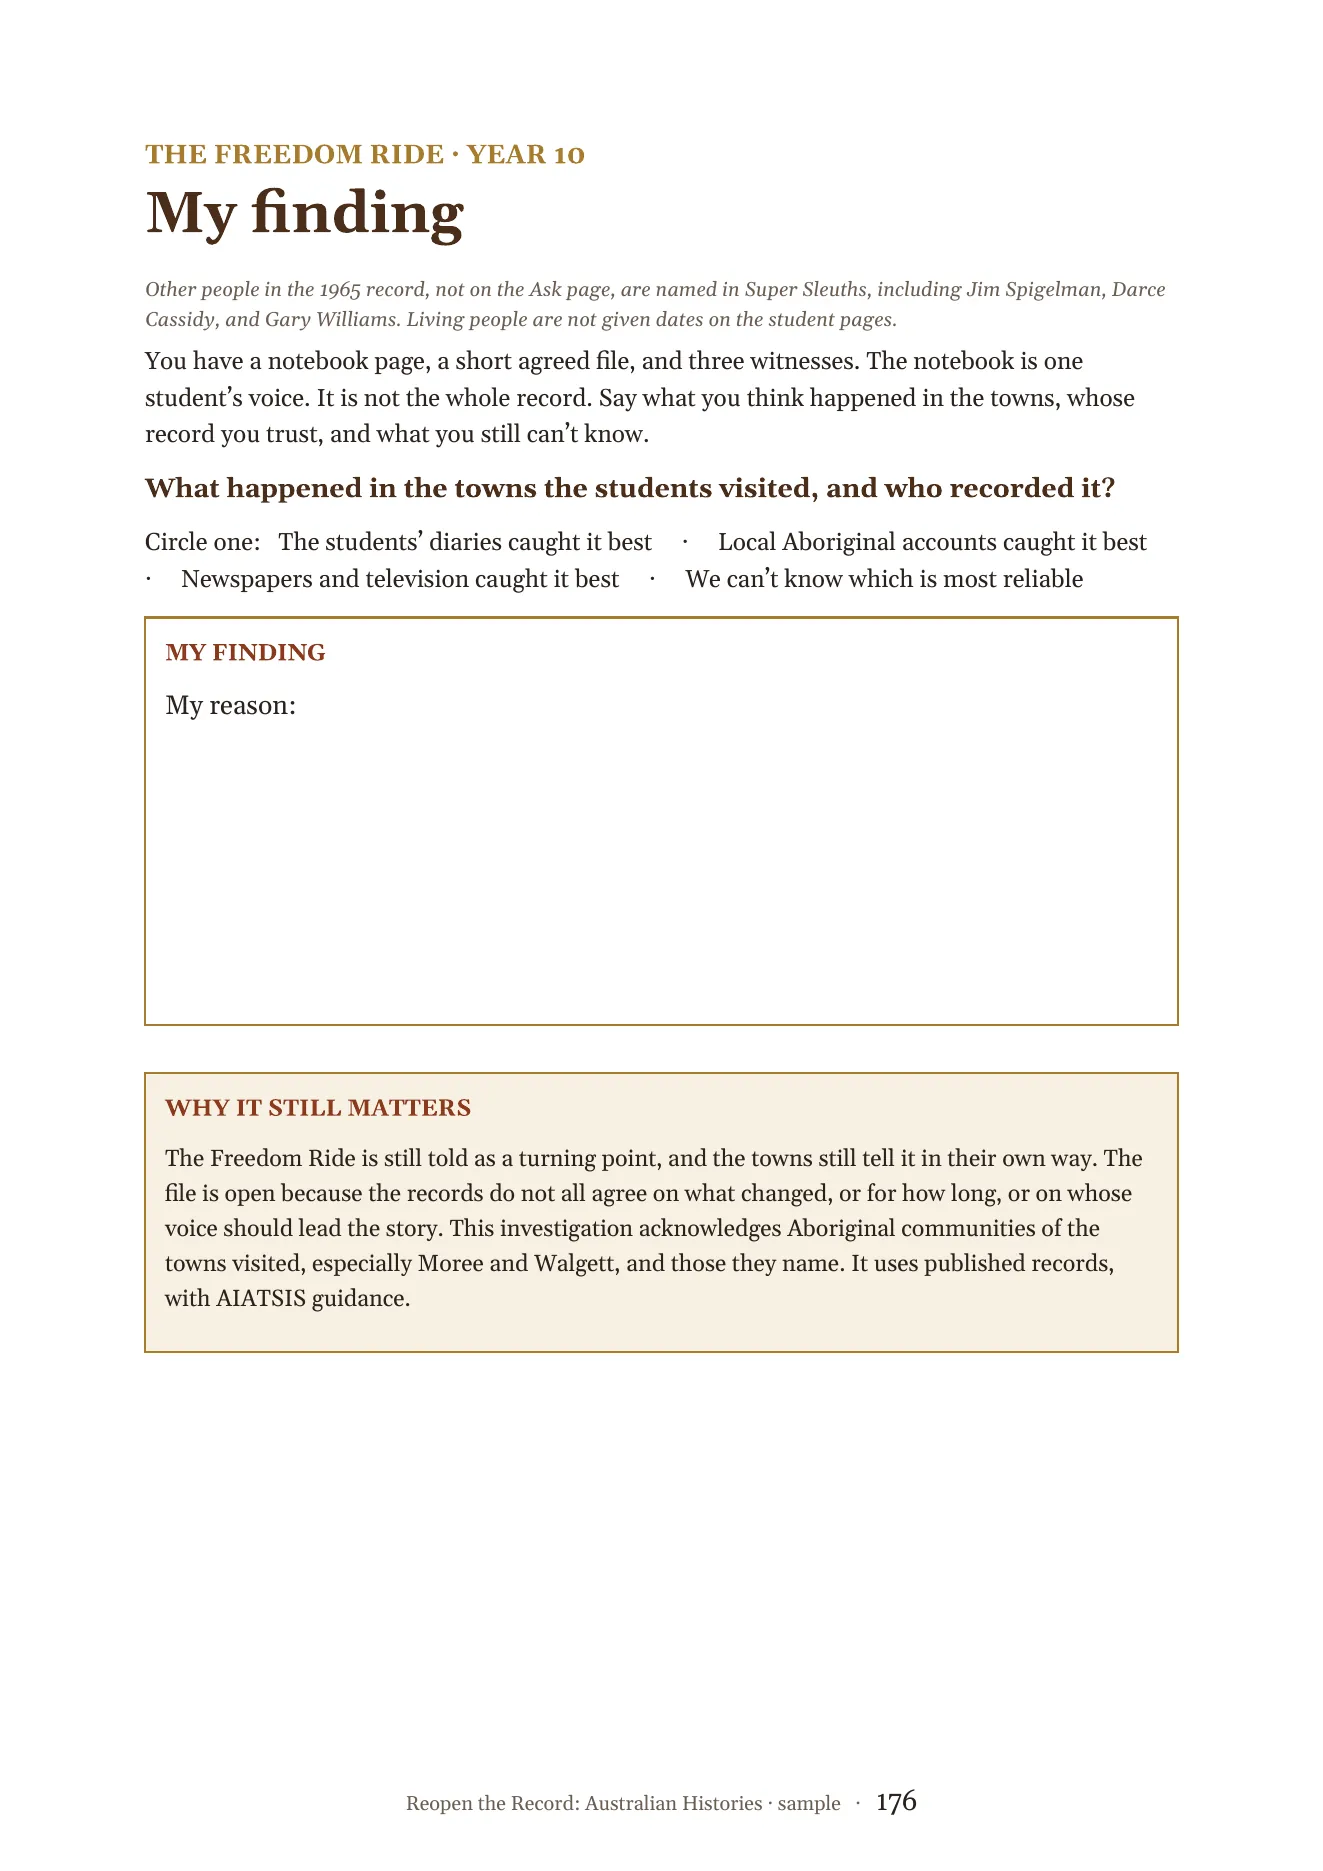 THE FREEDOM RIDE · YEAR 10
My finding
Other people in the 1965 record, not on the Ask page, are named in Super Sleuths, including Jim Spigelman, Darce
Cassidy, and Gary Williams. Living people are not given dates on the student pages.
You have a notebook page, a short agreed file, and three witnesses. The notebook is one
student’s voice. It is not the whole record. Say what you think happened in the towns, whose
record you trust, and what you still can’t know.
What happened in the towns the students visited, and who recorded it?
Circle one: The students’ diaries caught it best · Local Aboriginal accounts caught it best
· Newspapers and television caught it best · We can’t know which is most reliable
MY FINDING
My reason:
WHY IT STILL MATTERS
The Freedom Ride is still told as a turning point, and the towns still tell it in their own way. The
file is open because the records do not all agree on what changed, or for how long, or on whose
voice should lead the story. This investigation acknowledges Aboriginal communities of the
towns visited, especially Moree and Walgett, and those they name. It uses published records,
with AIATSIS guidance.
Reopen the Record: Australian Histories · sample · 176